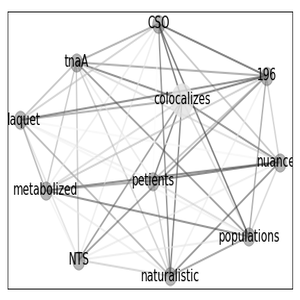 CSO
tnaA
196
colocalizes
laquet
nuance
petients
metabolized
populations
NTS
naturalistic